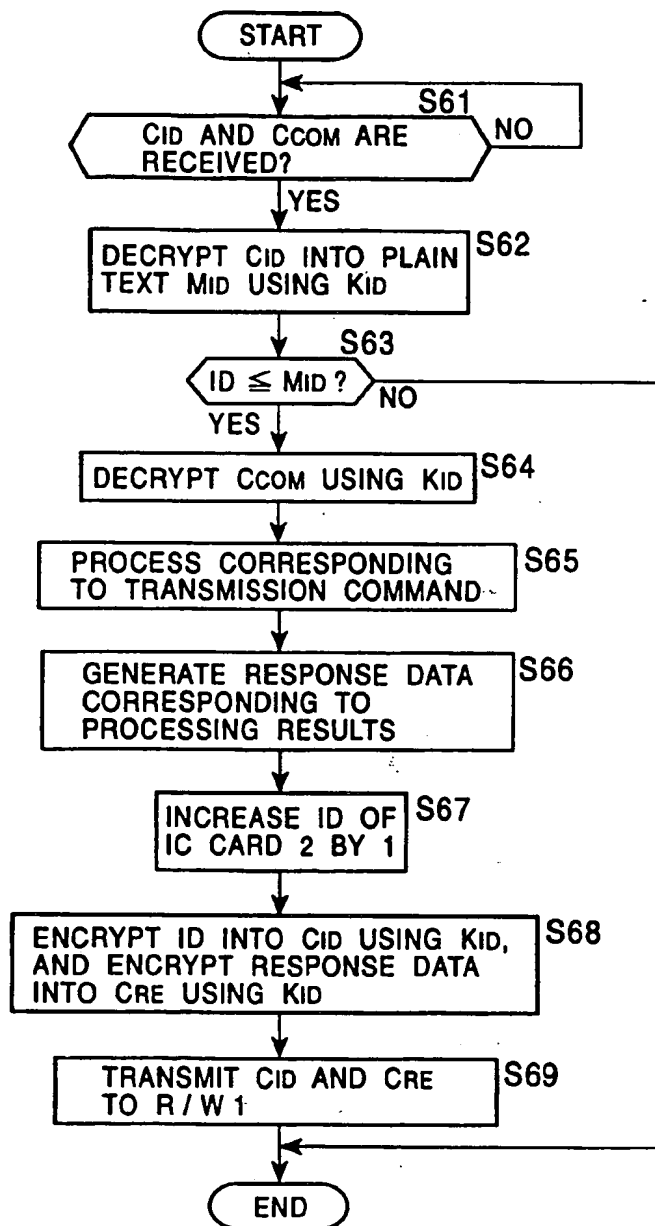 START
S61
CID AND CCOM ARE
RECEIVED?
NO
YES
S62
DECRYPT CID INTO PLAIN
TEXT MID USING KID
S63
ID ≦ MID ?
NO
YES
S64
DECRYPT CCOM USING KID
S65
PROCESS CORRESPONDING
TO TRANSMISSION COMMAND
S66
GENERATE RESPONSE DATA
CORRESPONDING TO
PROCESSING RESULTS
S67
INCREASE ID OF
IC CARD 2 BY 1
S68
ENCRYPT ID INTO CID USING KID,
AND ENCRYPT RESPONSE DATA
INTO CRE USING KID
S69
TRANSMIT CID AND CRE
TO R / W 1
END